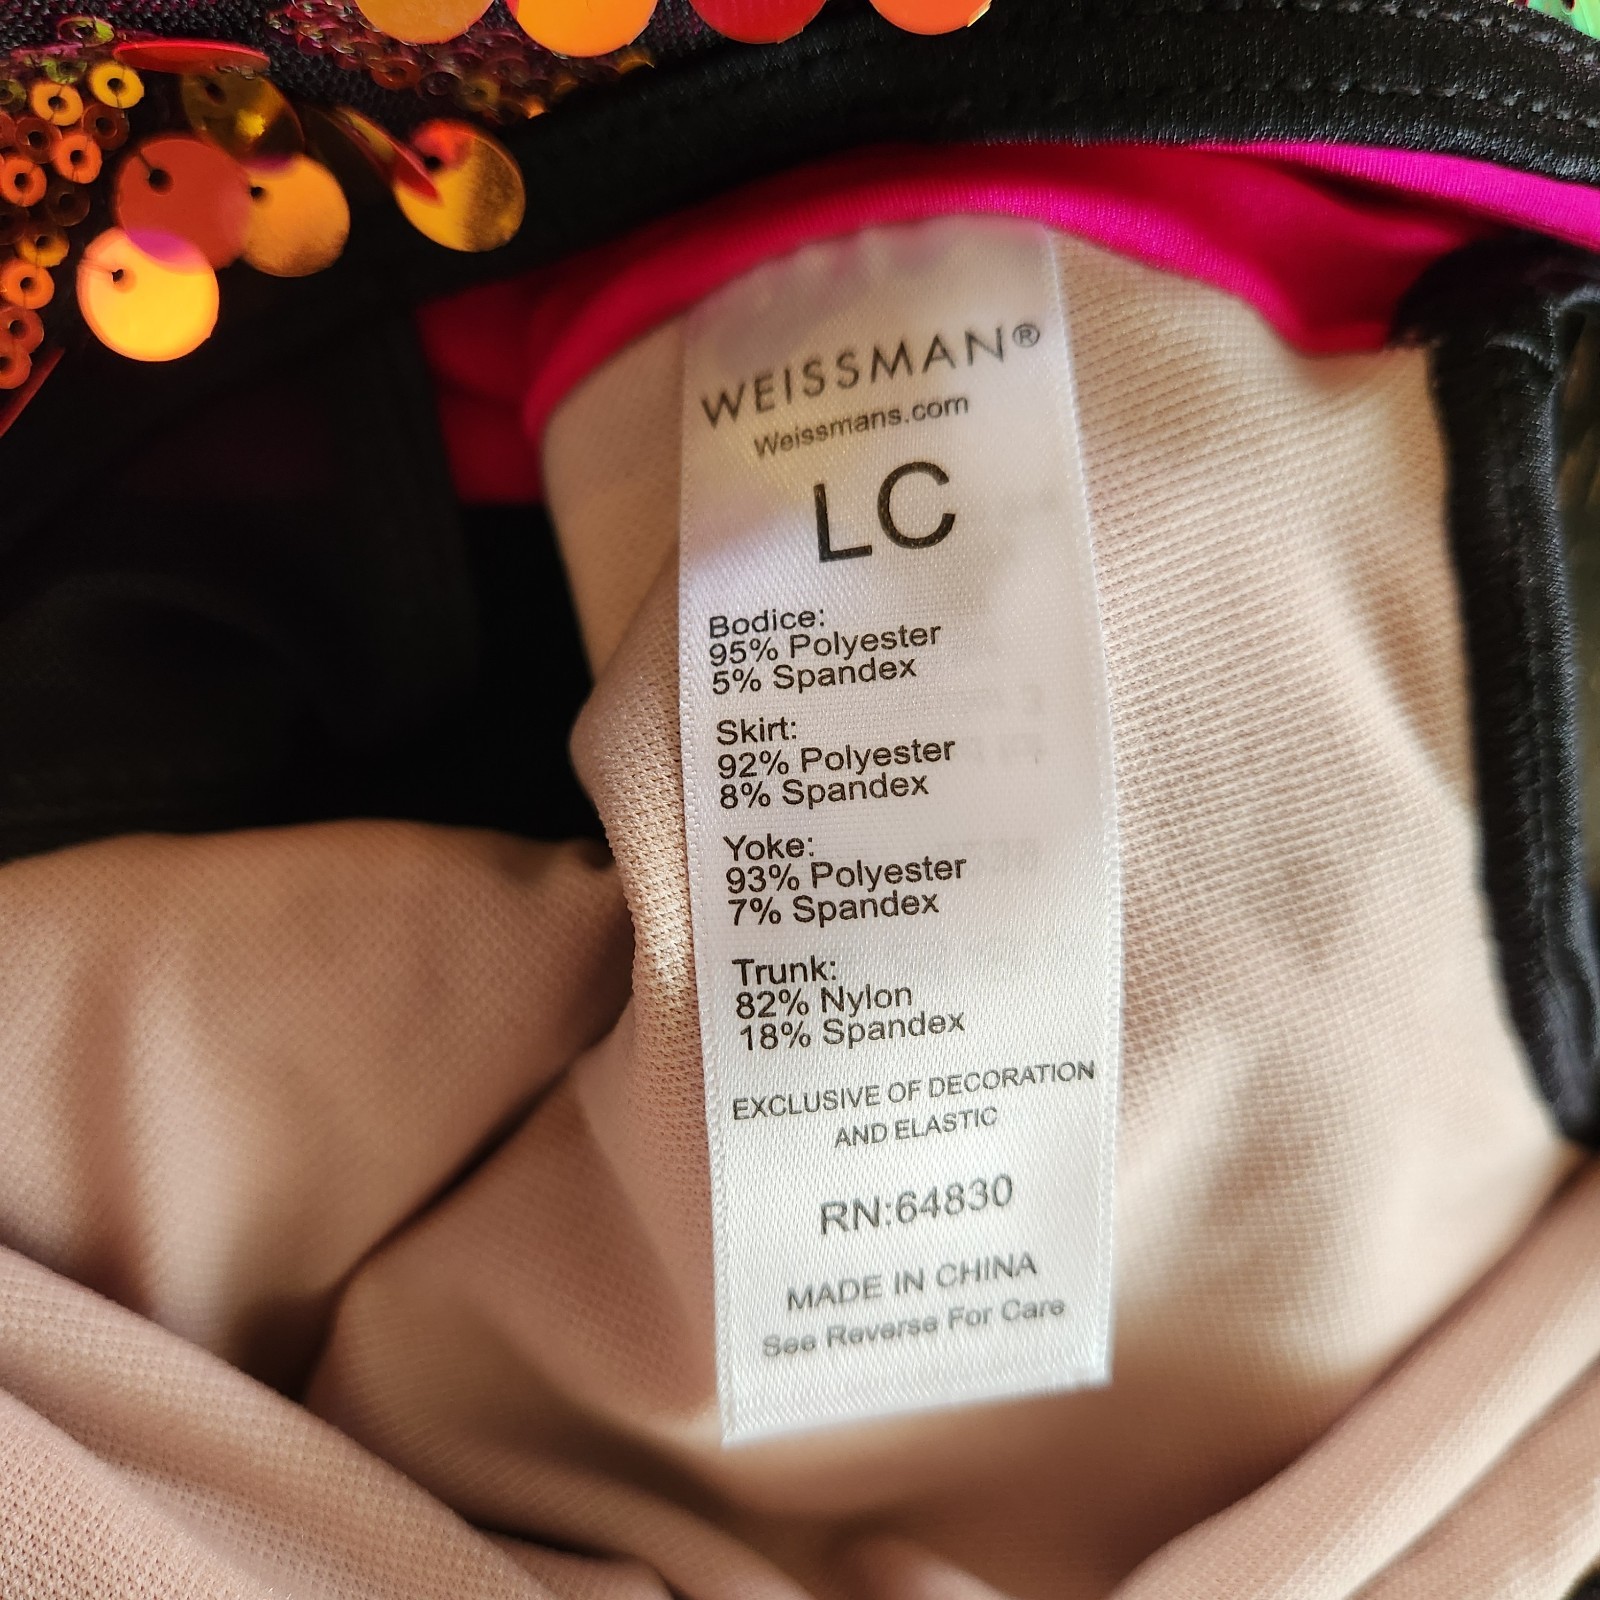 WEISSMAN®
Weissmans.com
LC
Bodice:
95% Polyester
5% Spandex
Skirt:
92% Polyester
8% Spandex
Yoke:
93% Polyester
7% Spandex
Trunk:
82% Nylon
18% Spandex
EXCLUSIVE OF DECORATION
AND ELASTIC
RN:64830
MADE IN CHINA
See Reverse For Care